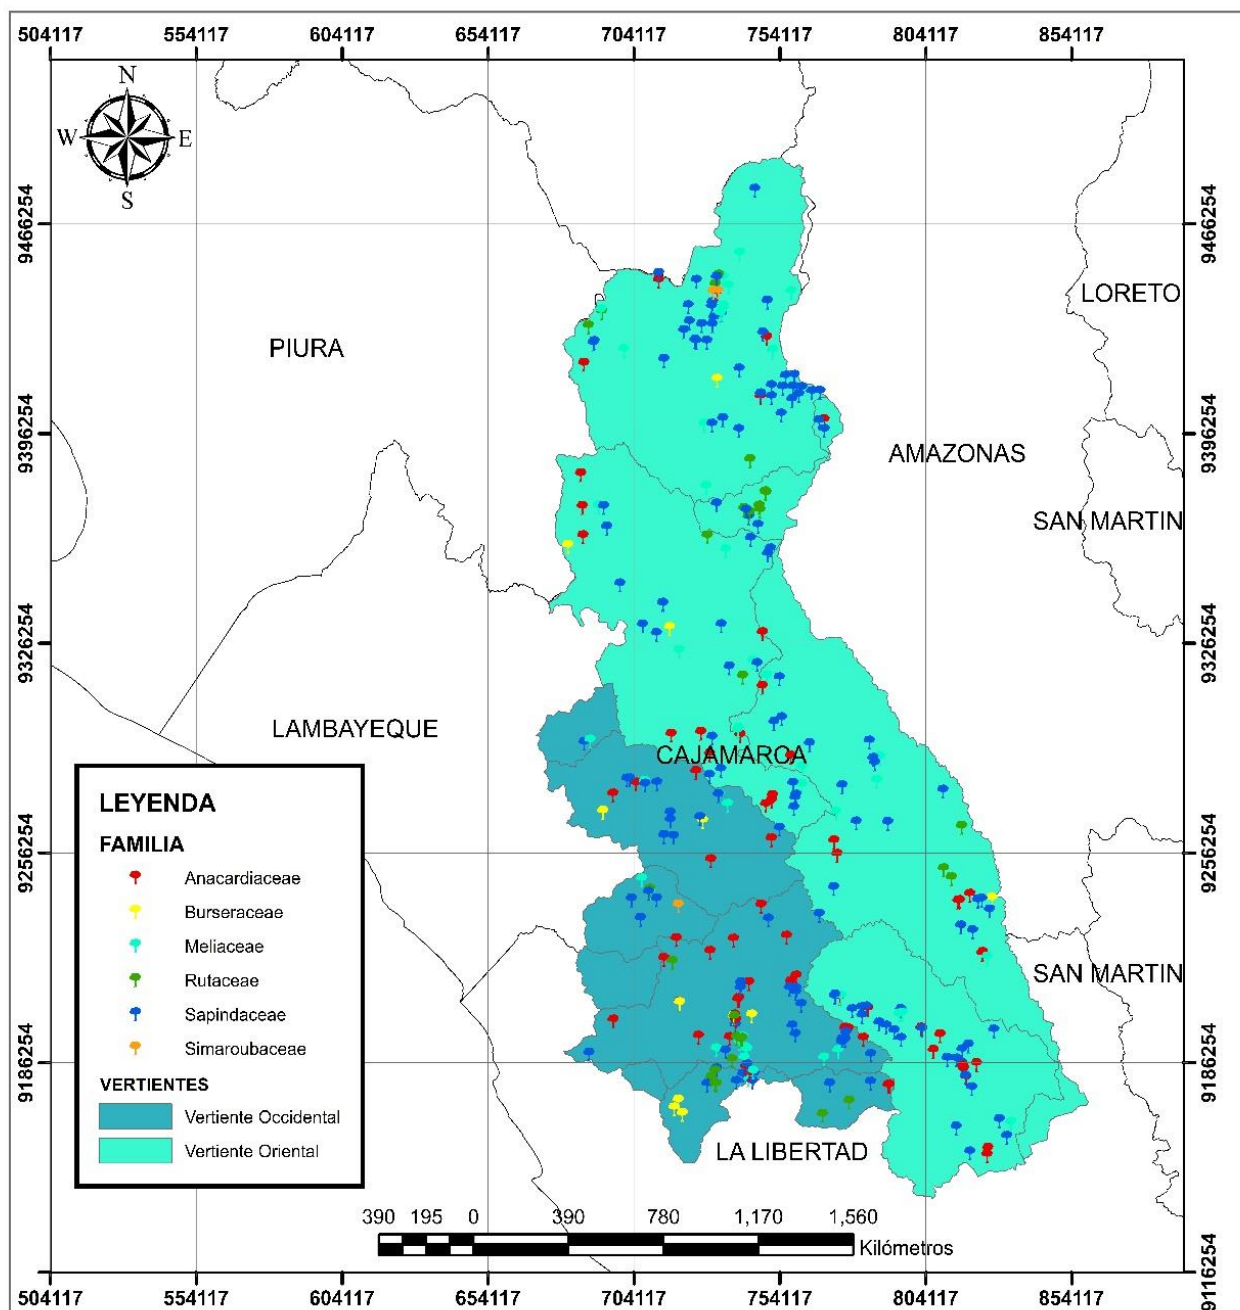 504117 554117 604117 654117 704117 754117 804117 854117
N
W E
S
9466254 9466254
LORETO
PIURA
9396254 9396254
AMAZONAS
SAN MARTIN
9326254 9326254
LAMBAYEQUE
CAJAMARCA
LEYENDA
FAMILIA
Anacardiaceae
Burseraceae
Meliaceae
Rutaceae
Sapindaceae
Simaroubaceae
VERTIENTES
Vertiente Occidental
Vertiente Oriental
9256254 9256254
SAN MARTIN
9186254 9186254
LA LIBERTAD
390 195 0 390 780 1,170 1,560
Kilómetros
9116254
504117 554117 604117 654117 704117 754117 804117 854117